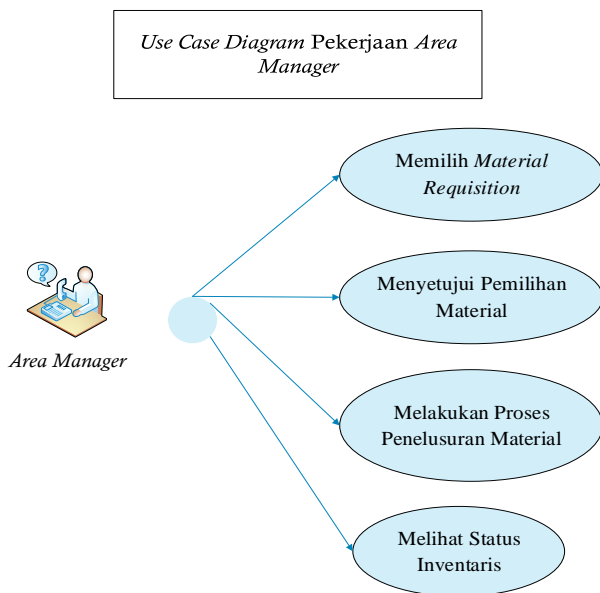 Use Case Diagram Pekerjaan Area
Manager
Memilih Material
Requisition
Menyetujui Pemilihan
Material
?
Area Manager
Melakukan Proses
Penelusuran Material
Melihat Status
Inventaris